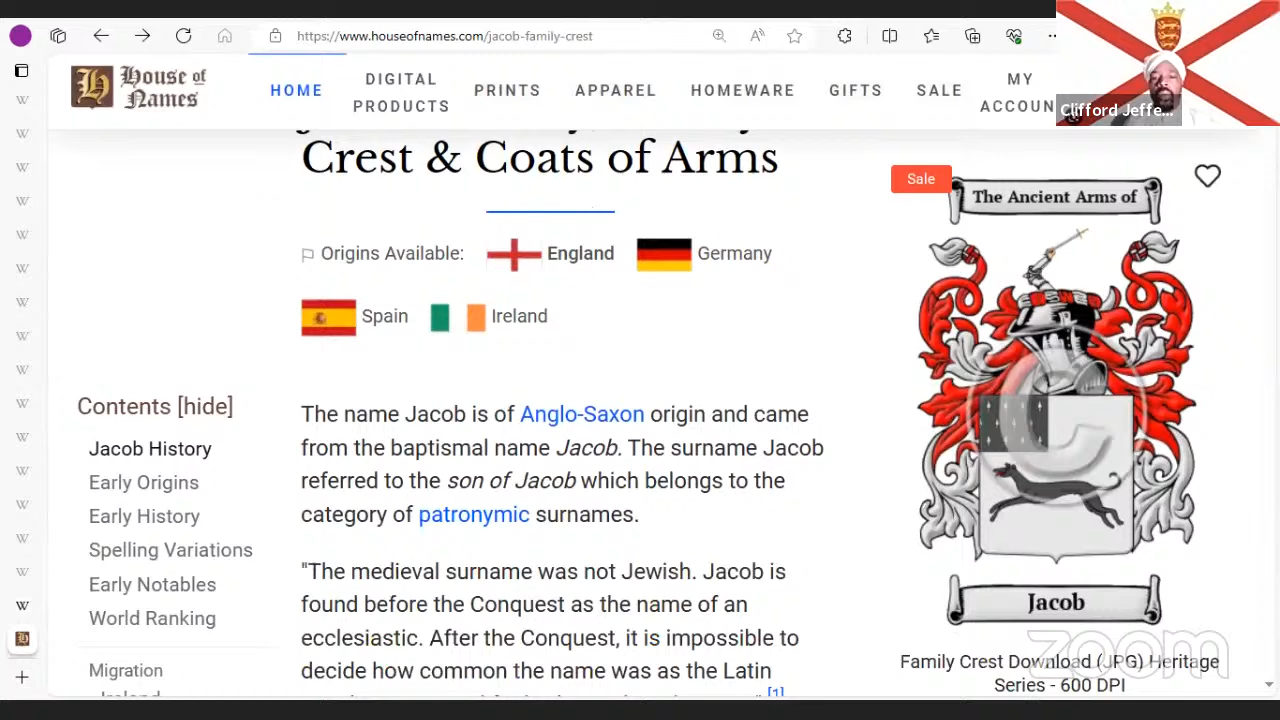 https://www.houseofnames.com/jacob-family-crest
House of
Names
HOME
DIGITAL
PRODUCTS
PRINTS
APPAREL
HOMEWARE
GIFTS
SALE
MY
ACCOUN
Clifford Jeffe...
Crest & Coats of Arms
Origins Available:
England
Germany
Spain
Ireland
Contents [hide]
Jacob History
Early Origins
Early History
Spelling Variations
Early Notables
World Ranking
Migration
Ireland
The name Jacob is of Anglo-Saxon origin and came
from the baptismal name Jacob. The surname Jacob
referred to the son of Jacob which belongs to the
category of patronymic surnames.
"The medieval surname was not Jewish. Jacob is
found before the Conquest as the name of an
ecclesiastic. After the Conquest, it is impossible to
decide how common the name was as the Latin
[1]
Sale
The Ancient Arms of
C
Jacob
zoom
Family Crest Download (JPG) Heritage
Series - 600 DPI